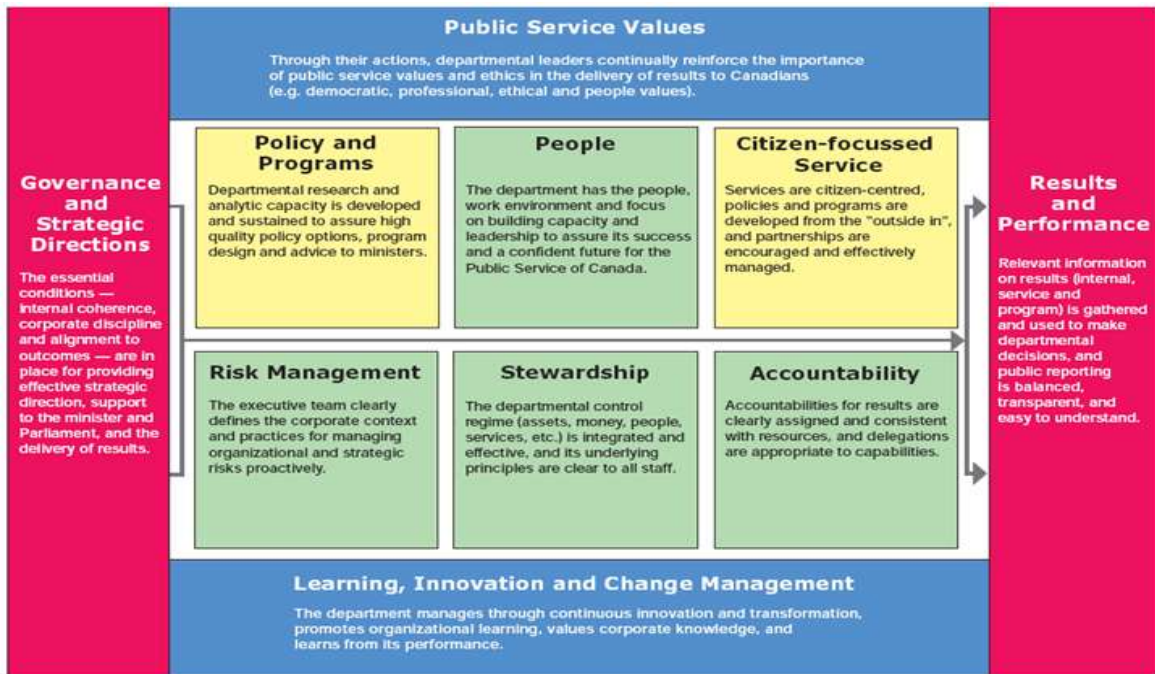 Public Service Values
Through their actions, departmental leaders continually reinforce the importance
of public service values and ethics in the delivery of results to Canadians
(e.g. democratic, professional, ethical and people values).
Governance
and
Strategic
Directions
The essential
conditions —
internal coherence,
corporate discipline
and alignment to
outcomes — are in
place for providing
effective strategic
direction, support
to the minister and
Parliament, and the
delivery of results.
Policy and
Programs
Departmental research and
analytic capacity is developed
and sustained to assure high
quality policy options, program
design and advice to ministers.
People
The department has the people,
work environment and focus
on building capacity and
leadership to assure its success
and a confident future for the
Public Service of Canada.
Citizen-focussed
Service
Services are citizen-centred,
policies and programs are
developed from the "outside in",
and partnerships are
encouraged and effectively
managed.
Risk Management
The executive team clearly
defines the corporate context
and practices for managing
organizational and strategic
risks proactively.
Stewardship
The departmental control
regime (assets, money, people,
services, etc.) is integrated and
effective, and its underlying
principles are clear to all staff.
Accountability
Accountabilities for results are
clearly assigned and consistent
with resources, and delegations
are appropriate to capabilities.
Results
and
Performance
Relevant information
on results (internal,
service and
program) is gathered
and used to make
departmental
decisions, and
public reporting
is balanced,
transparent, and
easy to understand.
Learning, Innovation and Change Management
The department manages through continuous innovation and transformation,
promotes organizational learning, values corporate knowledge, and
learns from its performance.